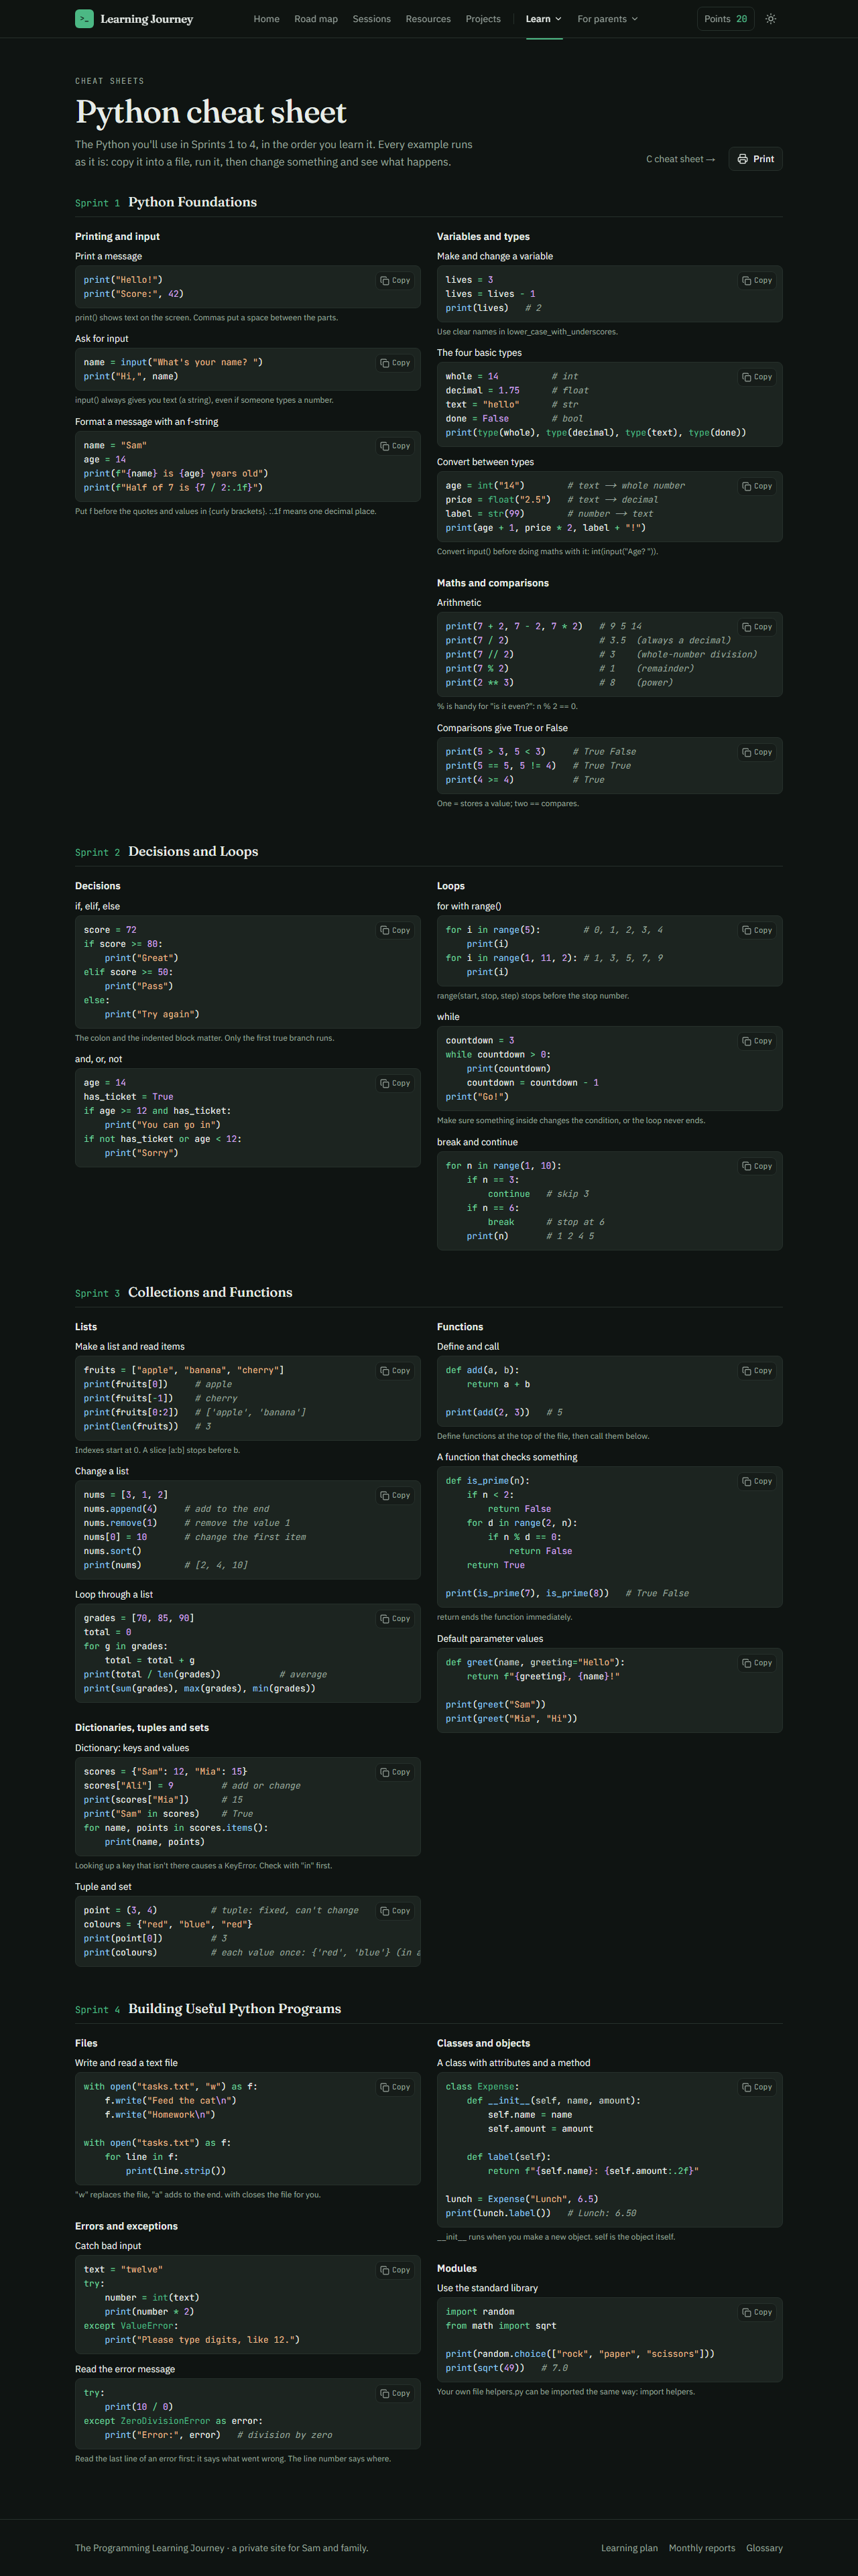 >_ Learning Journey Home Road map Sessions Resources Projects Learn For parents Points 20
CHEAT SHEETS
Python cheat sheet
The Python you'll use in Sprints 1 to 4, in the order you learn it. Every example runs
as it is: copy it into a file, run it, then change something and see what happens.
C cheat sheet → Print
Sprint 1 Python Foundations
Printing and input
Print a message
print("Hello!")
print("Score:", 42)
Copy
print() shows text on the screen. Commas put a space between the parts.
Ask for input
name = input("What's your name? ")
print("Hi,", name)
Copy
input() always gives you text (a string), even if someone types a number.
Format a message with an f-string
name = "Sam"
age = 14
print(f"{name} is {age} years old")
print(f"Half of 7 is {7 / 2:.1f}")
Copy
Put f before the quotes and values in {curly brackets}. :.1f means one decimal place.
Variables and types
Make and change a variable
lives = 3
lives = lives - 1
print(lives)   # 2
Copy
Use clear names in lower_case_with_underscores.
The four basic types
whole = 14          # int
decimal = 1.75      # float
text = "hello"      # str
done = False        # bool
print(type(whole), type(decimal), type(text), type(done))
Copy
Convert between types
age = int("14")        # text → whole number
price = float("2.5")   # text → decimal
label = str(99)        # number → text
print(age + 1, price * 2, label + "!")
Copy
Convert input() before doing maths with it: int(input("Age? ")).
Maths and comparisons
Arithmetic
print(7 + 2, 7 - 2, 7 * 2)   # 9 5 14
print(7 / 2)                 # 3.5  (always a decimal)
print(7 // 2)                # 3    (whole-number division)
print(7 % 2)                 # 1    (remainder)
print(2 ** 3)                # 8    (power)
Copy
% is handy for "is it even?": n % 2 == 0.
Comparisons give True or False
print(5 > 3, 5 < 3)     # True False
print(5 == 5, 5 != 4)   # True True
print(4 >= 4)           # True
Copy
One = stores a value; two == compares.
Sprint 2 Decisions and Loops
Decisions
if, elif, else
score = 72
if score >= 80:
    print("Great")
elif score >= 50:
    print("Pass")
else:
    print("Try again")
Copy
The colon and the indented block matter. Only the first true branch runs.
and, or, not
age = 14
has_ticket = True
if age >= 12 and has_ticket:
    print("You can go in")
if not has_ticket or age < 12:
    print("Sorry")
Copy
Loops
for with range()
for i in range(5):        # 0, 1, 2, 3, 4
    print(i)
for i in range(1, 11, 2): # 1, 3, 5, 7, 9
    print(i)
Copy
range(start, stop, step) stops before the stop number.
while
countdown = 3
while countdown > 0:
    print(countdown)
    countdown = countdown - 1
print("Go!")
Copy
Make sure something inside changes the condition, or the loop never ends.
break and continue
for n in range(1, 10):
    if n == 3:
        continue   # skip 3
    if n == 6:
        break      # stop at 6
    print(n)       # 1 2 4 5
Copy
Sprint 3 Collections and Functions
Lists
Make a list and read items
fruits = ["apple", "banana", "cherry"]
print(fruits[0])     # apple
print(fruits[-1])    # cherry
print(fruits[0:2])   # ['apple', 'banana']
print(len(fruits))   # 3
Copy
Indexes start at 0. A slice [a:b] stops before b.
Change a list
nums = [3, 1, 2]
nums.append(4)     # add to the end
nums.remove(1)     # remove the value 1
nums[0] = 10       # change the first item
nums.sort()
print(nums)        # [2, 4, 10]
Copy
Loop through a list
grades = [70, 85, 90]
total = 0
for g in grades:
    total = total + g
print(total / len(grades))           # average
print(sum(grades), max(grades), min(grades))
Copy
Dictionaries, tuples and sets
Dictionary: keys and values
scores = {"Sam": 12, "Mia": 15}
scores["Ali"] = 9         # add or change
print(scores["Mia"])      # 15
print("Sam" in scores)    # True
for name, points in scores.items():
    print(name, points)
Copy
Looking up a key that isn't there causes a KeyError. Check with "in" first.
Tuple and set
point = (3, 4)          # tuple: fixed, can't change
colours = {"red", "blue", "red"}
print(point[0])         # 3
print(colours)          # each value once: {'red', 'blue'} (in a
Copy
Functions
Define and call
def add(a, b):
    return a + b
print(add(2, 3))   # 5
Copy
Define functions at the top of the file, then call them below.
A function that checks something
def is_prime(n):
    if n < 2:
        return False
    for d in range(2, n):
        if n % d == 0:
            return False
    return True
print(is_prime(7), is_prime(8))   # True False
Copy
return ends the function immediately.
Default parameter values
def greet(name, greeting="Hello"):
    return f"{greeting}, {name}!"
print(greet("Sam"))
print(greet("Mia", "Hi"))
Copy
Sprint 4 Building Useful Python Programs
Files
Write and read a text file
with open("tasks.txt", "w") as f:
    f.write("Feed the cat\n")
    f.write("Homework\n")
with open("tasks.txt") as f:
    for line in f:
        print(line.strip())
Copy
"w" replaces the file, "a" adds to the end. with closes the file for you.
Errors and exceptions
Catch bad input
text = "twelve"
try:
    number = int(text)
    print(number * 2)
except ValueError:
    print("Please type digits, like 12.")
Copy
Read the error message
try:
    print(10 / 0)
except ZeroDivisionError as error:
    print("Error:", error)   # division by zero
Copy
Read the last line of an error first: it says what went wrong. The line number says where.
Classes and objects
A class with attributes and a method
class Expense:
    def __init__(self, name, amount):
        self.name = name
        self.amount = amount
    def label(self):
        return f"{self.name}: {self.amount:.2f}"
lunch = Expense("Lunch", 6.5)
print(lunch.label())   # Lunch: 6.50
Copy
__init__ runs when you make a new object. self is the object itself.
Modules
Use the standard library
import random
from math import sqrt
print(random.choice(["rock", "paper", "scissors"]))
print(sqrt(49))   # 7.0
Copy
Your own file helpers.py can be imported the same way: import helpers.
The Programming Learning Journey · a private site for Sam and family. Learning plan Monthly reports Glossary